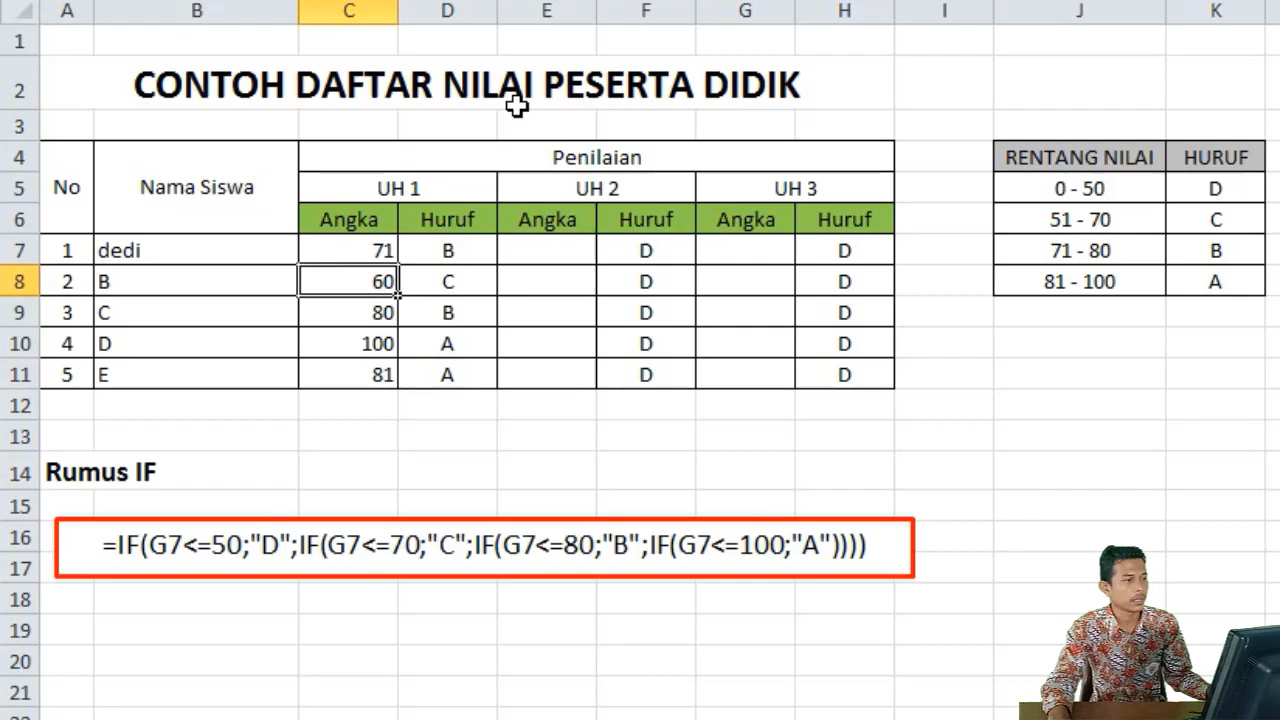 A B C D E F G H I J K
1
2 CONTOH DAFTAR NILAI PESERTA DIDIK
3
4 No Nama Siswa Penilaian RENTANG NILAI HURUF
5 UH 1 UH 2 UH 3 0 - 50 D
6 Angka Huruf Angka Huruf Angka Huruf 51 - 70 C
7 1 dedi 71 B D D 71 - 80 B
8 2 B 60 C D D 81 - 100 A
9 3 C 80 B D D
10 4 D 100 A D D
11 5 E 81 A D D
12
13
14 Rumus IF
15
16 =IF(G7<=50;"D";IF(G7<=70;"C";IF(G7<=80;"B";IF(G7<=100;"A"))))
17
18
19
20
21